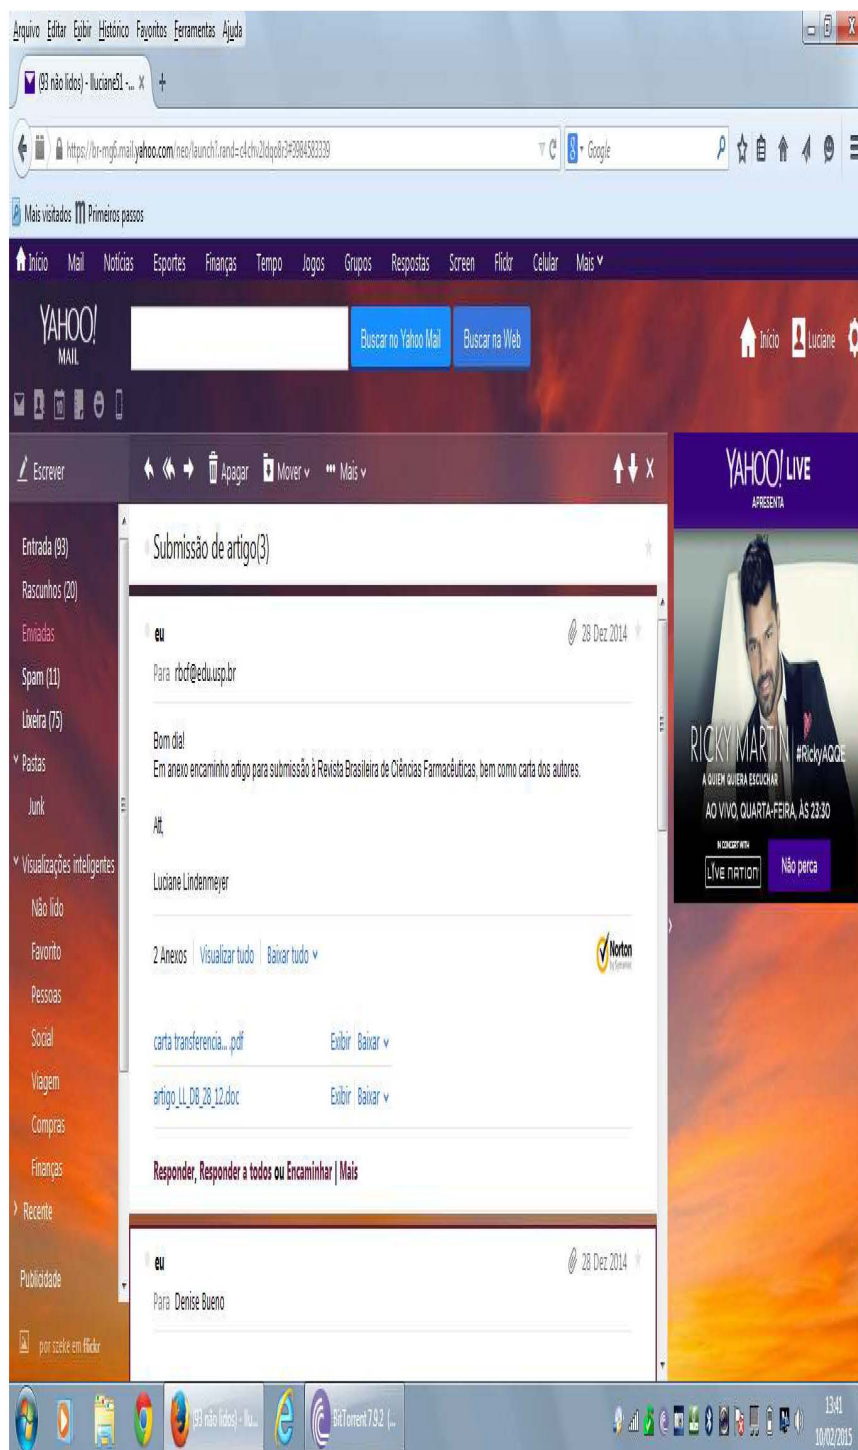 Arquivo Editar Exibir Histórico Favoritos Ferramentas Ajuda
(93 não lidos) - lluciane51 -... x +
https://br-mg6.mail.yahoo.com/neo/launch?.rand=c4chv2ldqo8r3#3984583339
Google
Mais visitados Primeiros passos
Início Mail Notícias Esportes Finanças Tempo Jogos Grupos Respostas Screen Flickr Celular Mais
YAHOO!
MAIL
Buscar no Yahoo Mail Buscar na Web
Início Luciane
10
Escrever
Apagar Mover Mais
Entrada (93)
Rascunhos (20)
Enviadas
Spam (11)
Lixeira (75)
Pastas
Junk
Visualizações inteligentes
Não lido
Favorito
Pessoas
Social
Viagem
Compras
Finanças
Recente
Publicidade
por szeke em flickr
Submissão de artigo(3)
eu 28 Dez 2014
Para rbcf@edu.usp.br
Bom dia!
Em anexo encaminho artigo para submissão à Revista Brasileira de Ciências Farmacêuticas, bem como carta dos autores.
Att,
Luciane Lindenmeyer
2 Anexos Visualizar tudo Baixar tudo
Norton
by Symantec
carta transferencia... .pdf Exibir Baixar
artigo_LL_DB_28_12.doc Exibir Baixar
Responder, Responder a todos ou Encaminhar | Mais
eu 28 Dez 2014
Para Denise Bueno
YAHOO! LIVE
APRESENTA
RICKY MARTIN #RickyAQQE
A QUIEN QUIERA ESCUCHAR
AO VIVO, QUARTA-FEIRA, ÀS 23:30
IN CONCERT WITH
LIVE NATION
Não perca
(93 não lidos) - llu...
BitTorrent 7.9.2 (...
13:41
10/02/2015